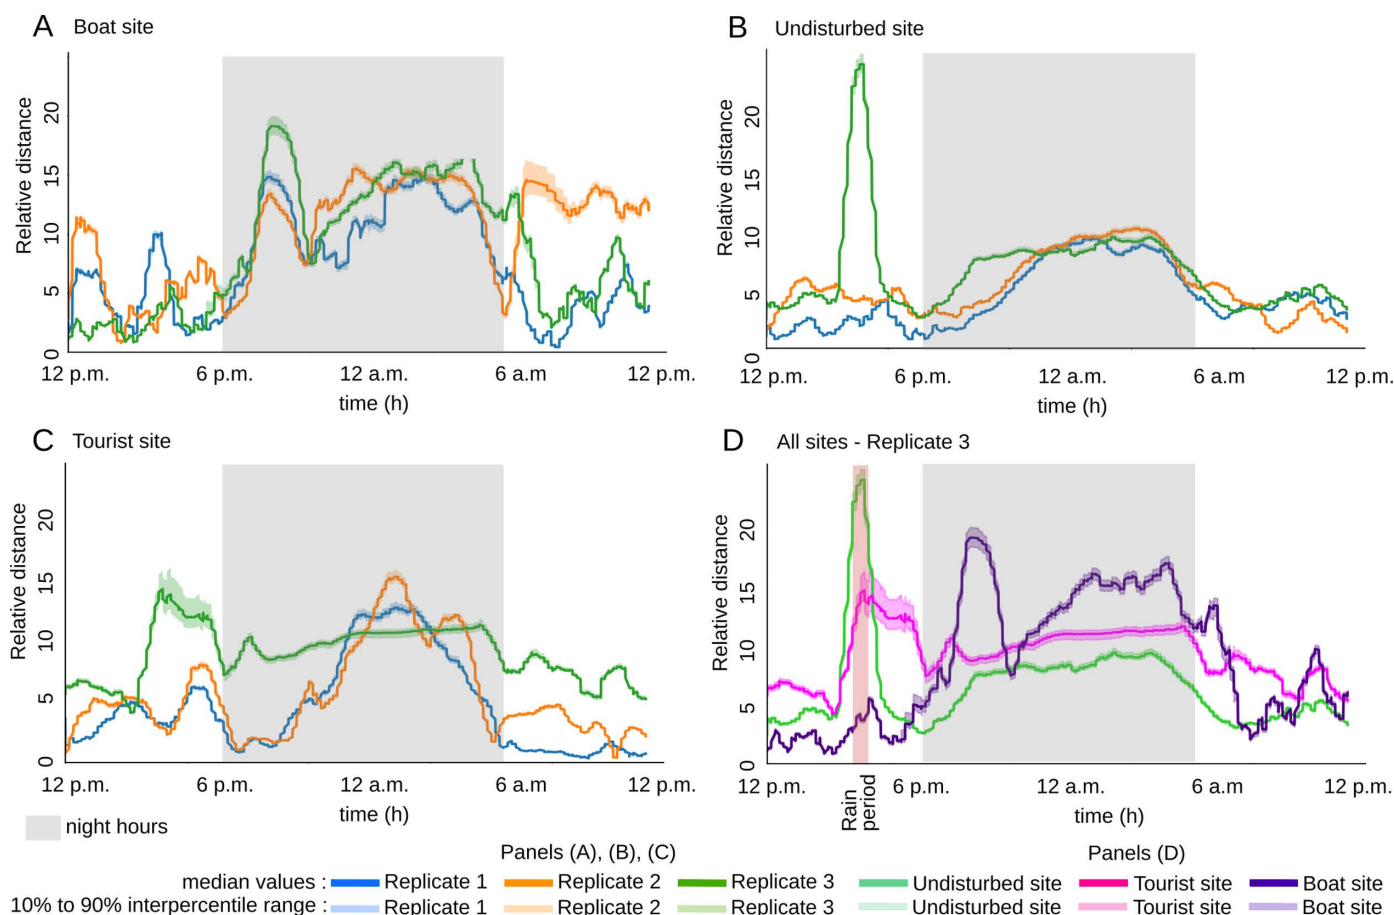 A Boat site
Relative distance
20
15
10
5
0
12 p.m. 6 p.m. 12 a.m. 6 a.m 12 p.m.
time (h)
B Undisturbed site
Relative distance
20
15
10
5
0
12 p.m. 6 p.m. 12 a.m. 6 a.m 12 p.m.
time (h)
C Tourist site
Relative distance
20
15
10
5
0
12 p.m. 6 p.m. 12 a.m. 6 a.m 12 p.m.
time (h)
D All sites - Replicate 3
Relative distance
20
15
10
5
0
12 p.m. 6 p.m. 12 a.m. 6 a.m 12 p.m.
Rain
period
time (h)
night hours
Panels (A), (B), (C) Panels (D)
median values : Replicate 1 Replicate 2 Replicate 3 Undisturbed site Tourist site Boat site
10% to 90% interpercentile range : Replicate 1 Replicate 2 Replicate 3 Undisturbed site Tourist site Boat site